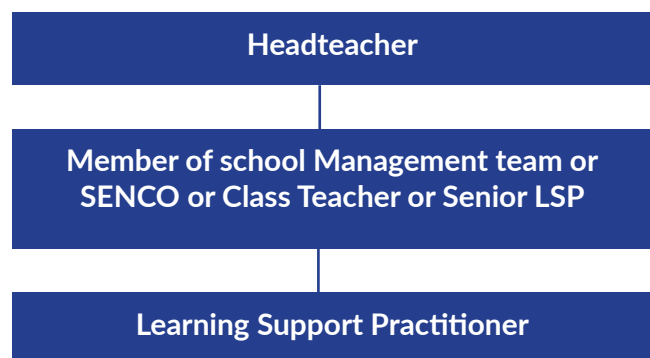 Headteacher
Member of school Management team or
SENCO or Class Teacher or Senior LSP
Learning Support Practitioner